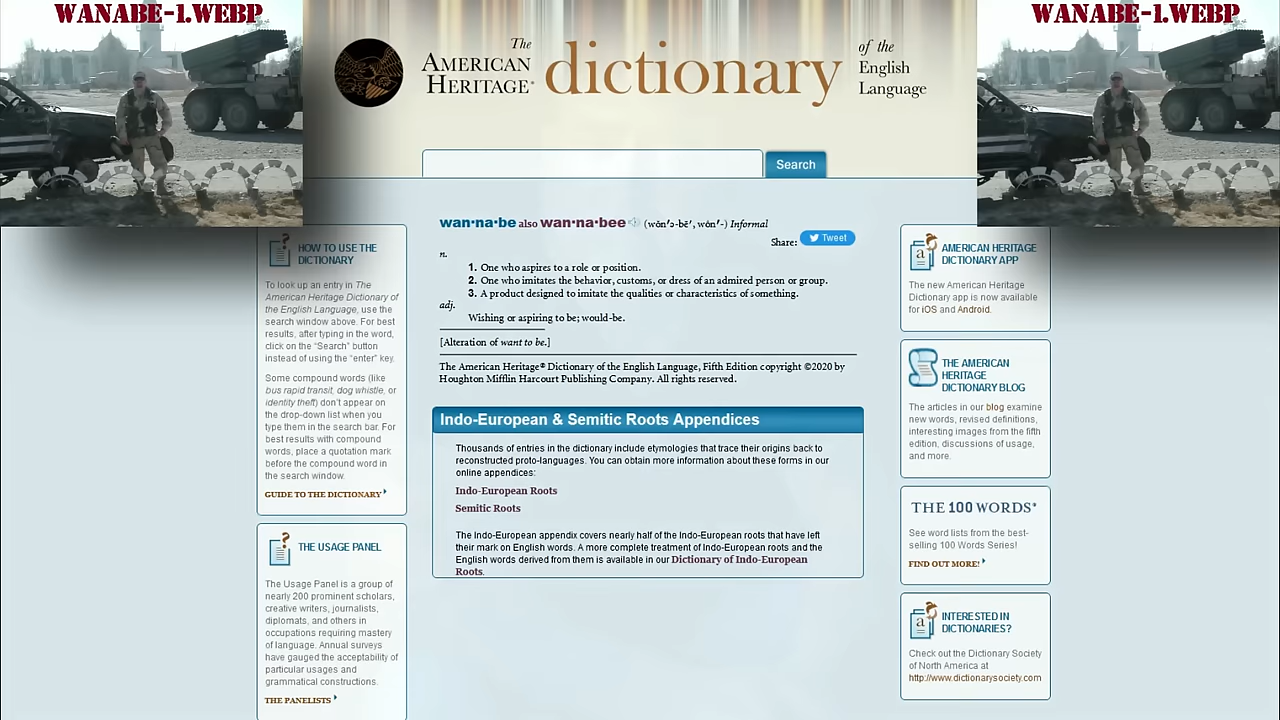 WANABE-1.WEBP
WANABE-1.WEBP
The
AMERICAN
HERITAGE®
dictionary
of the
English
Language
Search
wan·na·be also wan·na·bee (wŏn′ə-bē′, wôn′-) Informal
Share: Tweet
n.
1. One who aspires to a role or position.
2. One who imitates the behavior, customs, or dress of an admired person or group.
3. A product designed to imitate the qualities or characteristics of something.
adj.
Wishing or aspiring to be; would-be.
[Alteration of want to be.]
The American Heritage® Dictionary of the English Language, Fifth Edition copyright ©2020 by
Houghton Mifflin Harcourt Publishing Company. All rights reserved.
Indo-European & Semitic Roots Appendices
Thousands of entries in the dictionary include etymologies that trace their origins back to
reconstructed proto-languages. You can obtain more information about these forms in our
online appendices:
Indo-European Roots
Semitic Roots
The Indo-European appendix covers nearly half of the Indo-European roots that have left
their mark on English words. A more complete treatment of Indo-European roots and the
English words derived from them is available in our Dictionary of Indo-European
Roots.
HOW TO USE THE
DICTIONARY
To look up an entry in The
American Heritage Dictionary of
the English Language, use the
search window above. For best
results, after typing in the word,
click on the “Search” button
instead of using the “enter” key.
Some compound words (like
bus rapid transit, dog whistle, or
identity theft) don’t appear on
the drop-down list when you
type them in the search bar. For
best results with compound
words, place a quotation mark
before the compound word in
the search window.
GUIDE TO THE DICTIONARY
THE USAGE PANEL
The Usage Panel is a group of
nearly 200 prominent scholars,
creative writers, journalists,
diplomats, and others in
occupations requiring mastery
of language. Annual surveys
have gauged the acceptability of
particular usages and
grammatical constructions.
THE PANELISTS
AMERICAN HERITAGE
DICTIONARY APP
The new American Heritage
Dictionary app is now available
for iOS and Android.
THE AMERICAN
HERITAGE
DICTIONARY BLOG
The articles in our blog examine
new words, revised definitions,
interesting images from the fifth
edition, discussions of usage,
and more.
THE 100 WORDS*
See word lists from the best-
selling 100 Words Series!
FIND OUT MORE!
INTERESTED IN
DICTIONARIES?
Check out the Dictionary Society
of North America at
http://www.dictionarysociety.com